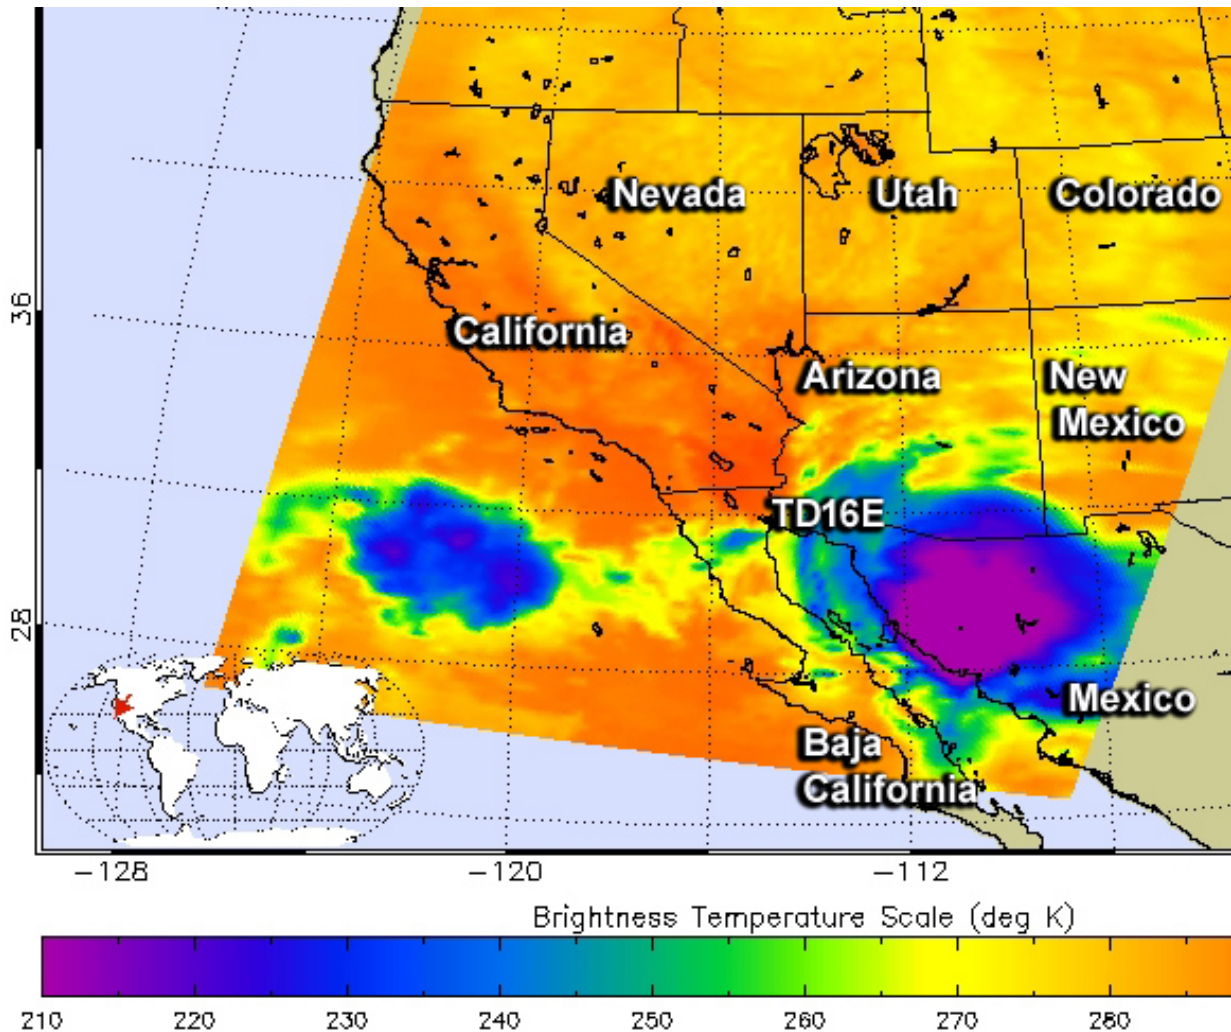 Nevada
Utah
Colorado
36
California
Arizona
New
Mexico
TD16E
28
Mexico
Baja
California
-128
-120
-112
Brightness Temperature Scale (deg K)
210
220
230
240
250
260
270
280